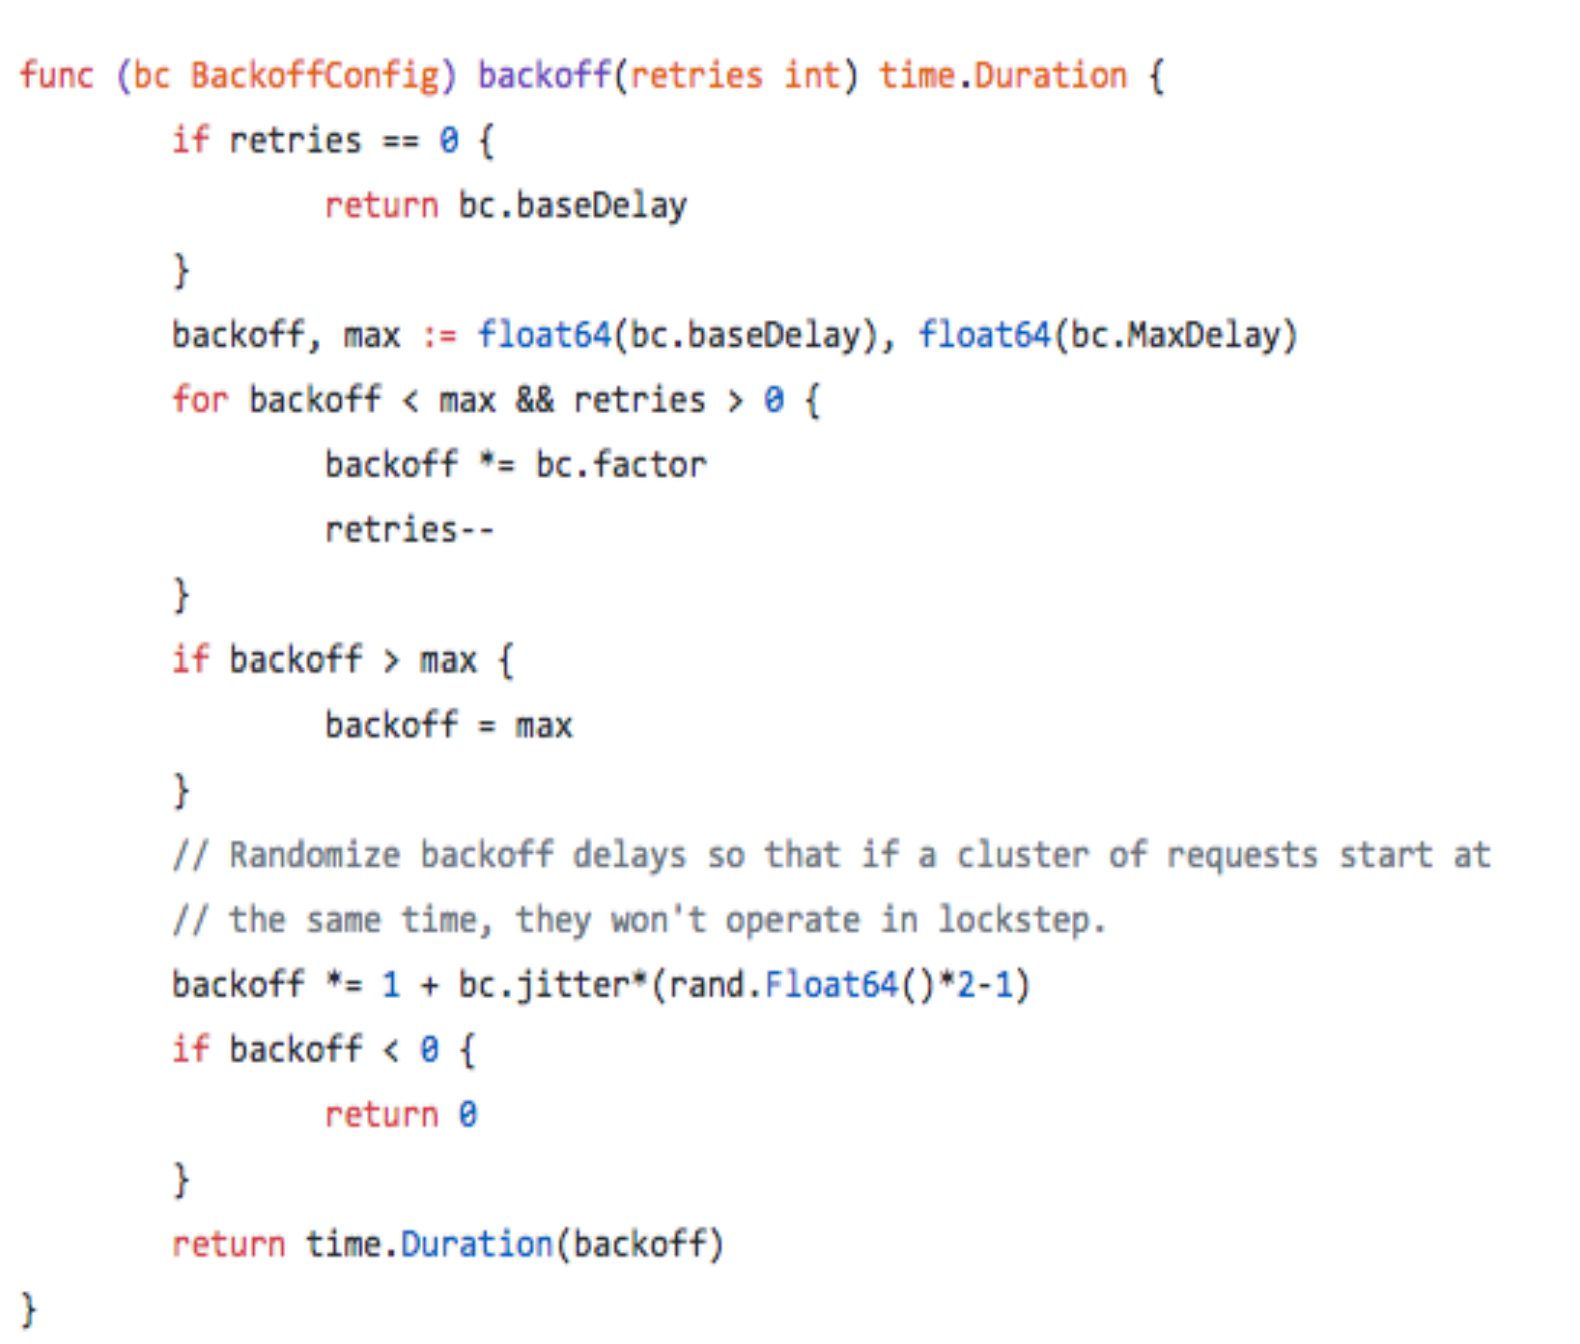 func (bc BackoffConfig) backoff(retries int) time.Duration {
        if retries == 0 {
                return bc.baseDelay
        }
        backoff, max := float64(bc.baseDelay), float64(bc.MaxDelay)
        for backoff < max && retries > 0 {
                backoff *= bc.factor
                retries--
        }
        if backoff > max {
                backoff = max
        }
        // Randomize backoff delays so that if a cluster of requests start at
        // the same time, they won't operate in lockstep.
        backoff *= 1 + bc.jitter*(rand.Float64()*2-1)
        if backoff < 0 {
                return 0
        }
        return time.Duration(backoff)
}